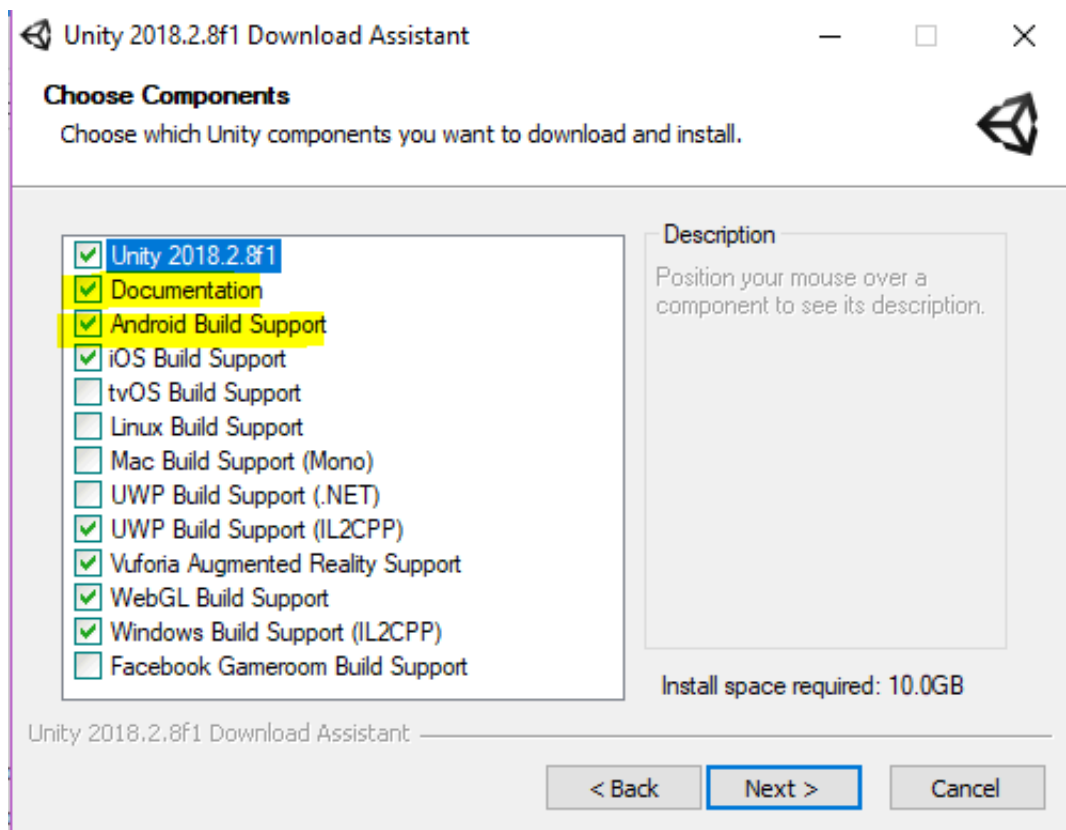 Unity 2018.2.8f1 Download Assistant
Choose Components
Choose which Unity components you want to download and install.
Unity 2018.2.8f1
Documentation
Android Build Support
iOS Build Support
tvOS Build Support
Linux Build Support
Mac Build Support (Mono)
UWP Build Support (.NET)
UWP Build Support (IL2CPP)
Vuforia Augmented Reality Support
WebGL Build Support
Windows Build Support (IL2CPP)
Facebook Gameroom Build Support
Description
Position your mouse over a
component to see its description.
Install space required: 10.0GB
Unity 2018.2.8f1 Download Assistant
< Back
Next >
Cancel